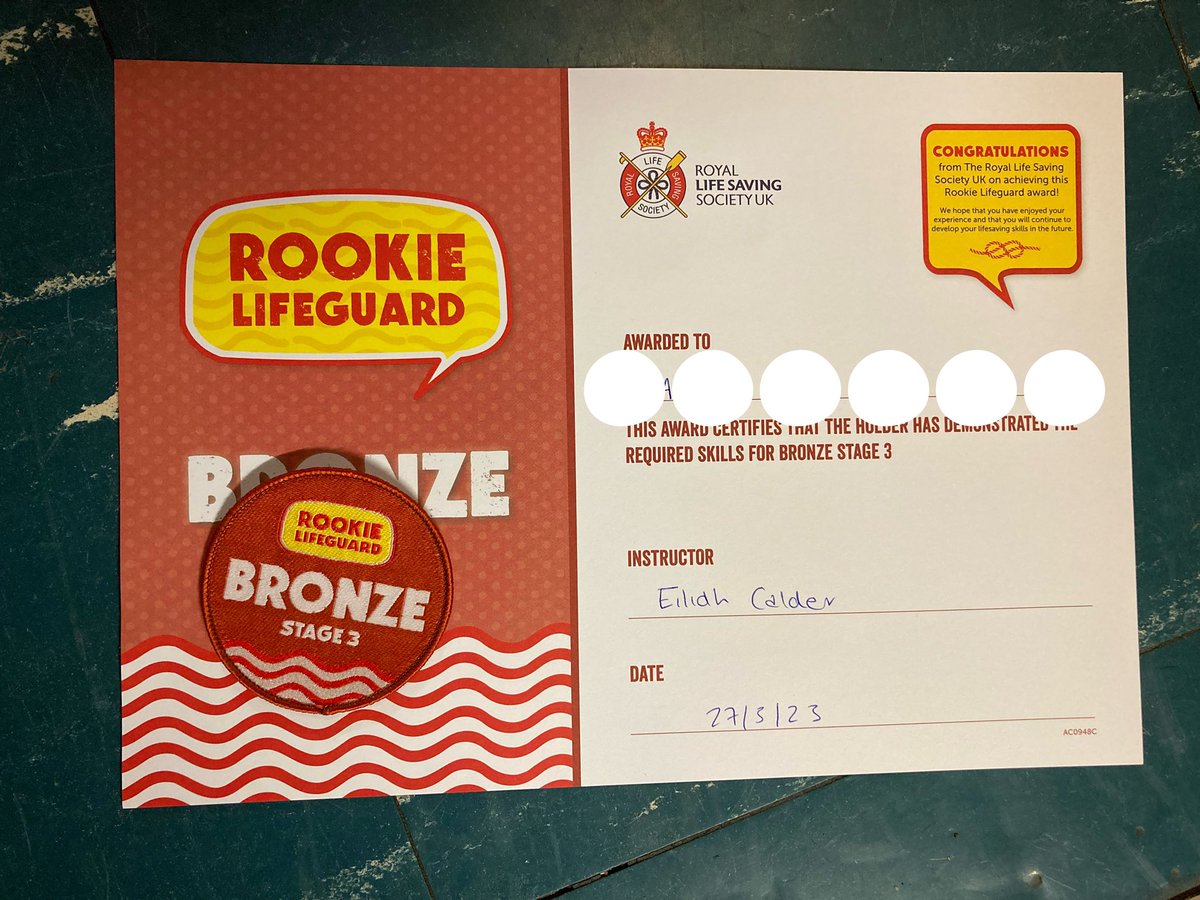 ROOKIE
LIFEGUARD
BRONZE
ROOKIE
LIFEGUARD
BRONZE
STAGE 3
ROYAL LIFE SAVING SOCIETY
ROYAL
LIFE SAVING
SOCIETY UK
CONGRATULATIONS
from The Royal Life Saving
Society UK on achieving this
Rookie Lifeguard award!
We hope that you have enjoyed your
experience and that you will continue to
develop your lifesaving skills in the future.
AWARDED TO
THIS AWARD CERTIFIES THAT THE HOLDER HAS DEMONSTRATED THE
REQUIRED SKILLS FOR BRONZE STAGE 3
INSTRUCTOR
Eilidh Calder
DATE
27/3/23
AC0948C